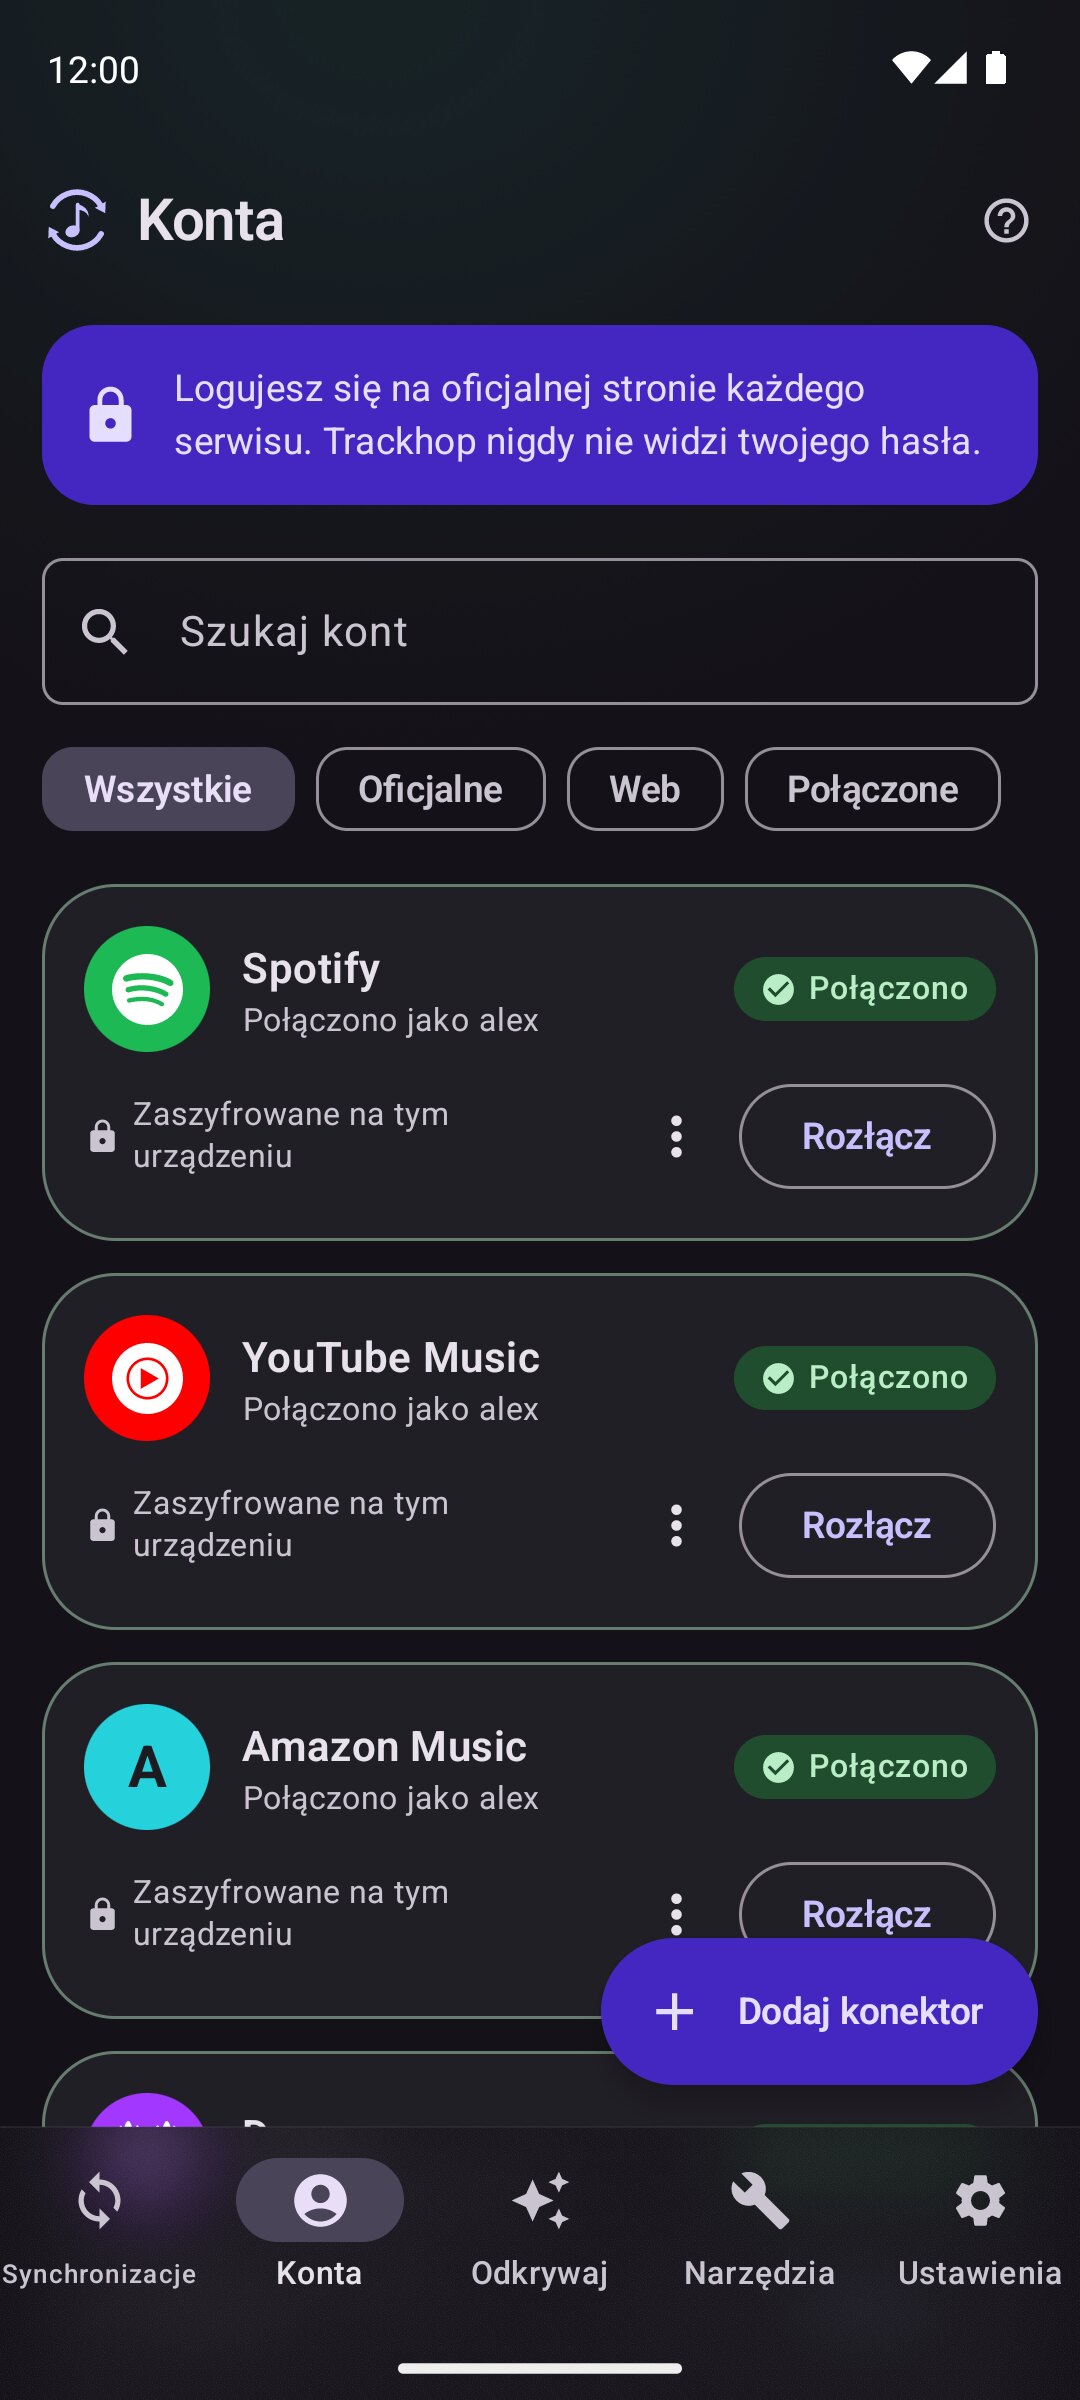 12:00
Konta
Logujesz się na oficjalnej stronie każdego
serwisu. Trackhop nigdy nie widzi twojego hasła.
Szukaj kont
Wszystkie
Oficjalne
Web
Połączone
Spotify
Połączono jako alex
Połączono
Zaszyfrowane na tym
urządzeniu
Rozłącz
YouTube Music
Połączono jako alex
Połączono
Zaszyfrowane na tym
urządzeniu
Rozłącz
A
Amazon Music
Połączono jako alex
Połączono
Zaszyfrowane na tym
urządzeniu
Rozłącz
Dodaj konektor
Synchronizacje
Konta
Odkrywaj
Narzędzia
Ustawienia